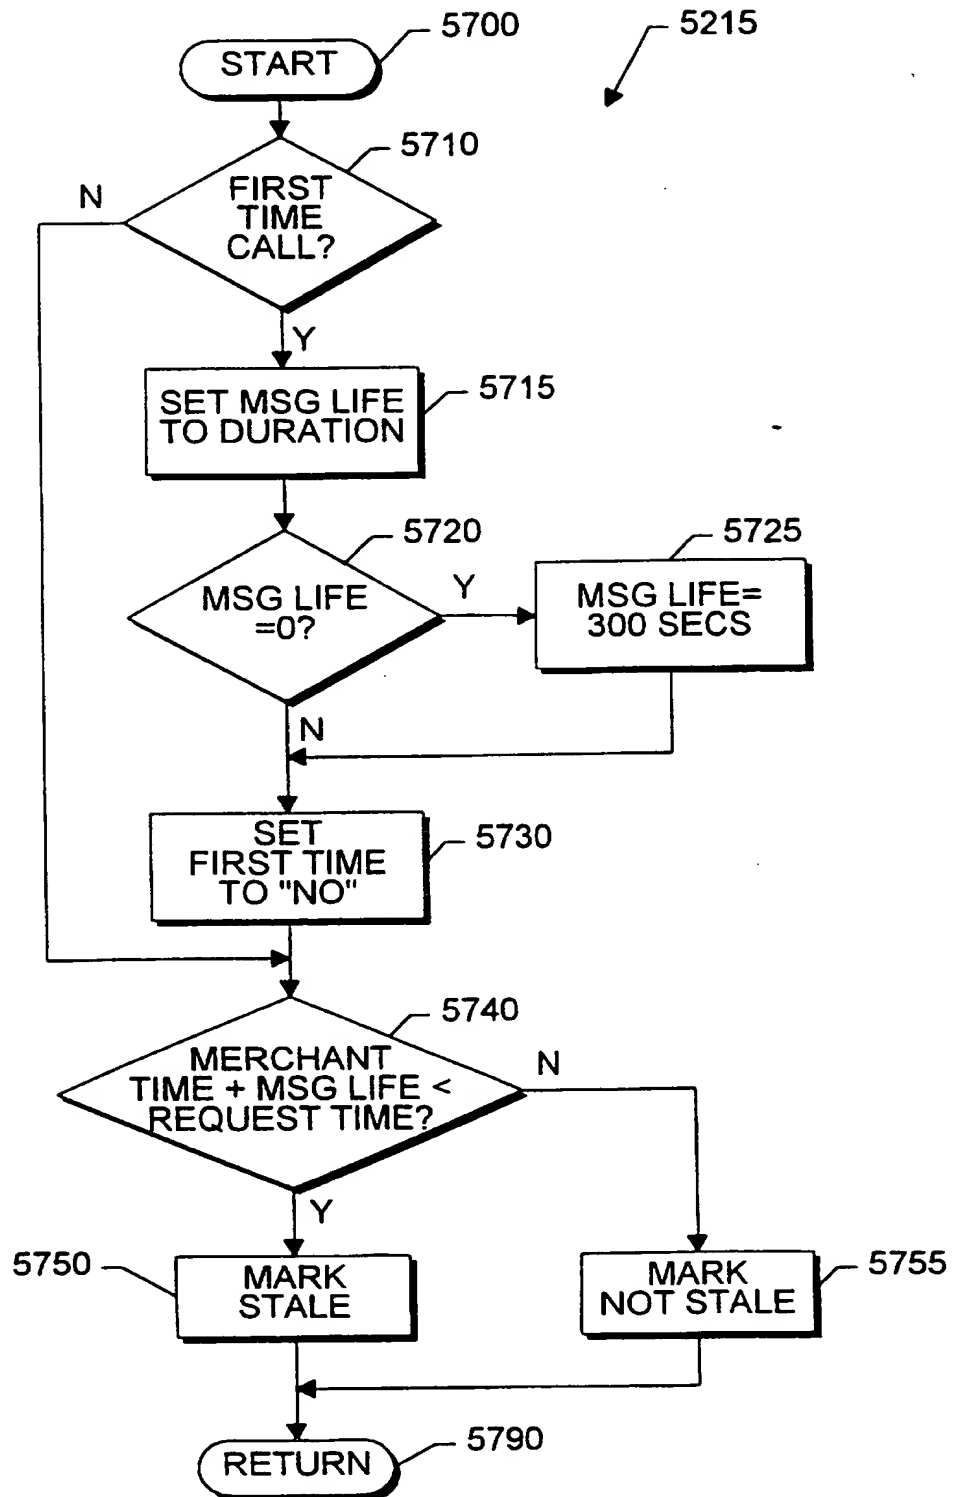 5700
5215
START
5710
N
FIRST
TIME
CALL?
Y
5715
SET MSG LIFE
TO DURATION
5720
5725
MSG LIFE
=0?
Y
MSG LIFE=
300 SECS
N
5730
SET
FIRST TIME
TO "NO"
5740
MERCHANT
TIME + MSG LIFE <
REQUEST TIME?
N
Y
5750
MARK
STALE
MARK
NOT STALE
5755
5790
RETURN